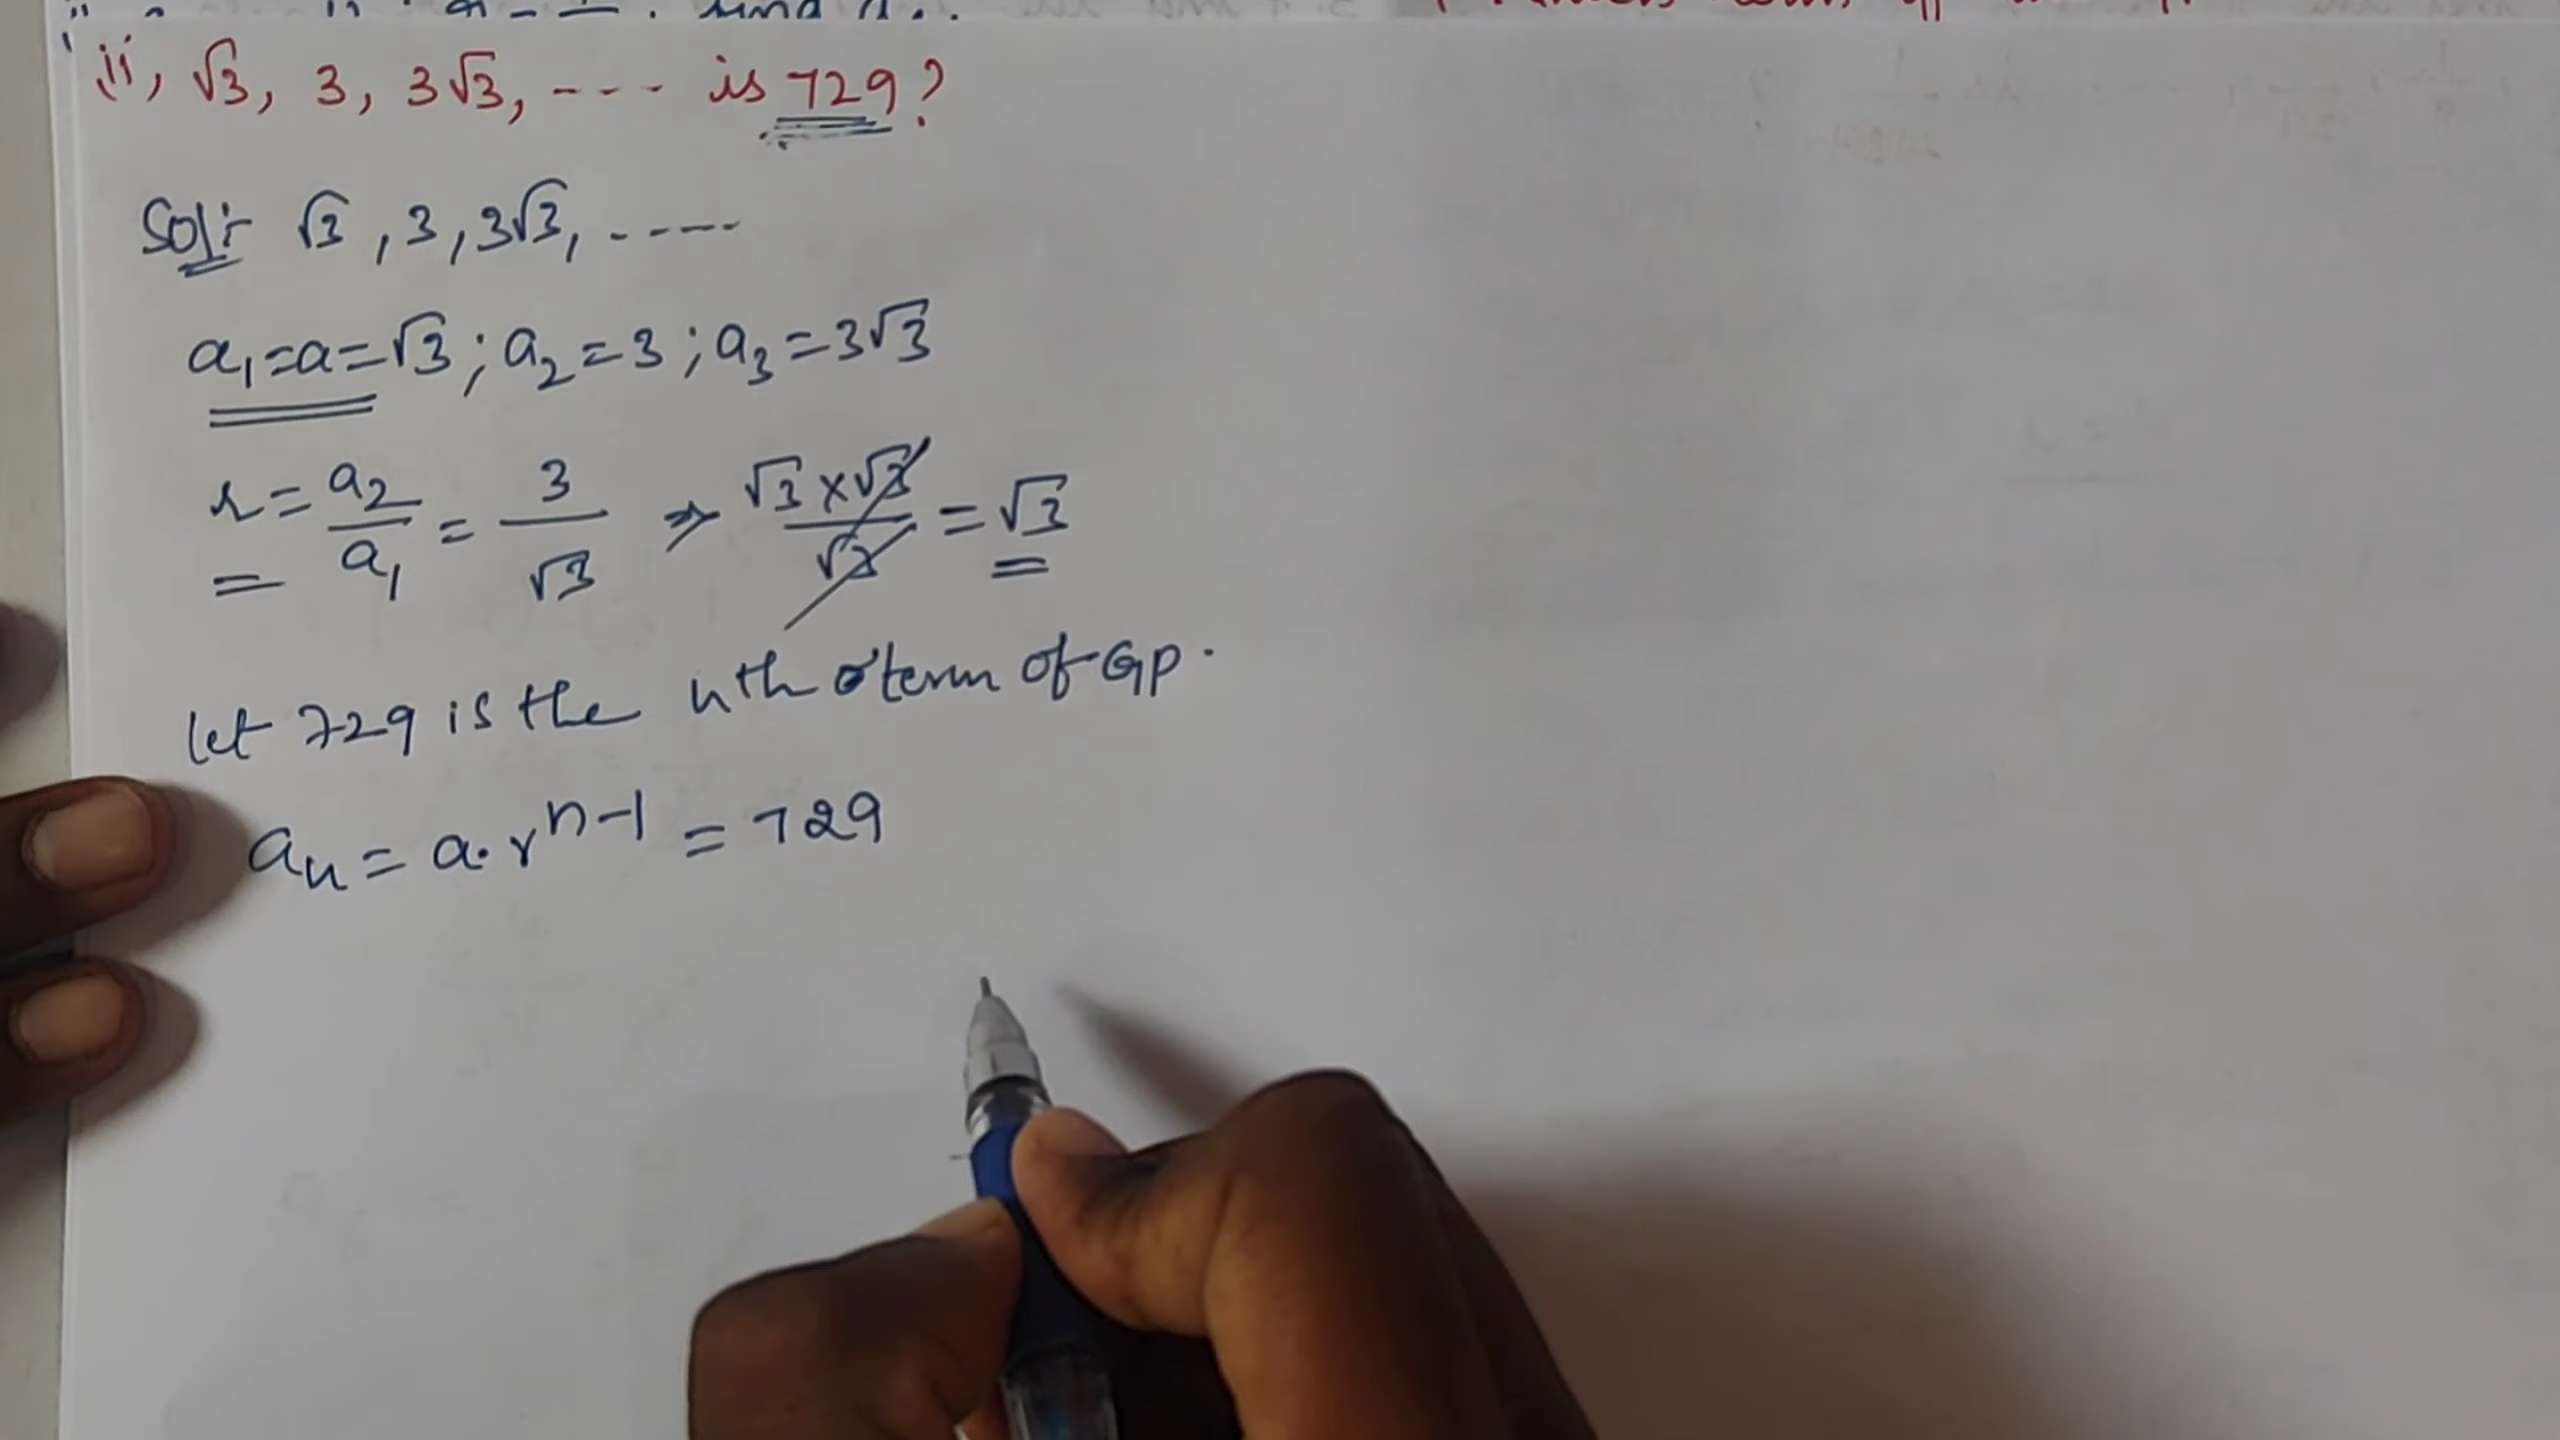 ii, √3, 3, 3√3, ---- is 729?
Sol:- √3, 3, 3√3, -----
a₁=a=√3; a₂=3; a₃=3√3
r = a₂/a₁ = 3/√3 ⇒ √3×√3/√3 = √3
let 729 is the nth term of GP.
aₙ = a·rⁿ⁻¹ = 729